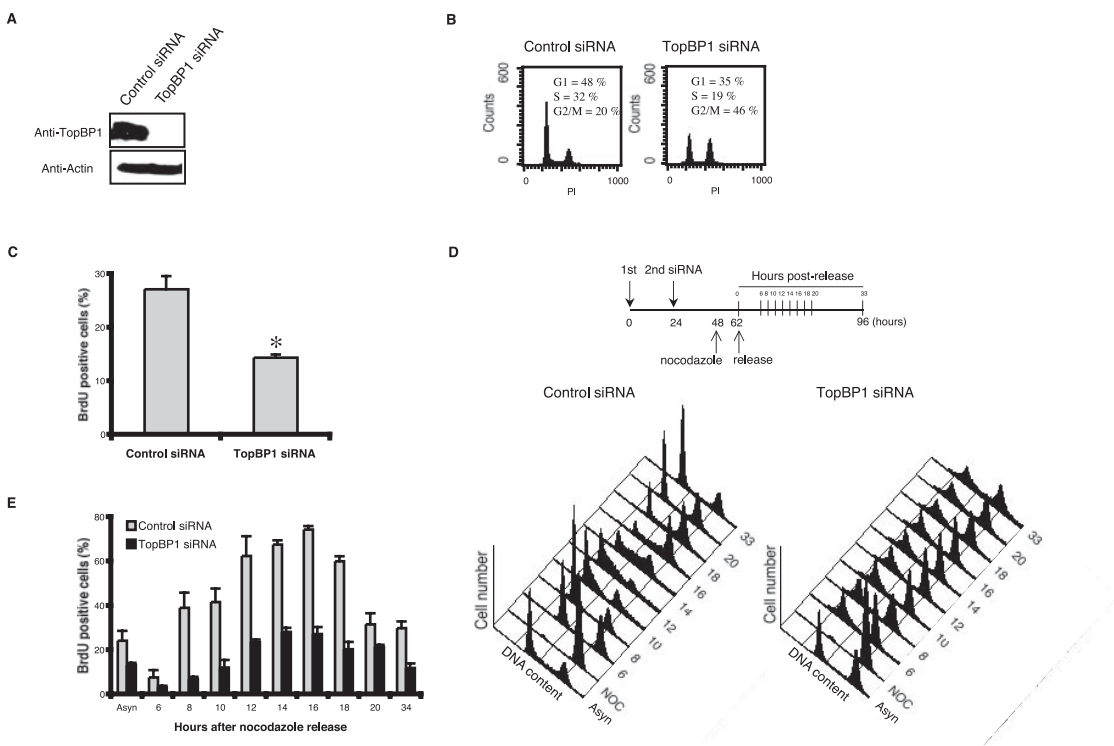 A
Control siRNA
TopBP1 siRNA
Anti-TopBP1
Anti-Actin
B
Control siRNA
TopBP1 siRNA
600
Counts
0
G1 = 48 %
S = 32 %
G2/M = 20 %
0
1000
PI
600
Counts
0
G1 = 35 %
S = 19 %
G2/M = 46 %
0
1000
PI
C
BrdU positive cells (%)
30
20
10
0
*
Control siRNA
TopBP1 siRNA
D
1st
2nd siRNA
Hours post-release
0 6 8 10 12 14 16 18 20 33
0 24 48 62 96 (hours)
nocodazole
release
Control siRNA
TopBP1 siRNA
Cell number
DNA content
Asyn
NOC
6
8
10
12
14
16
18
20
33
Cell number
DNA content
Asyn
NOC
6
8
10
12
14
16
18
20
33
E
BrdU positive cells (%)
80
60
40
20
0
Control siRNA
TopBP1 siRNA
Asyn 6 8 10 12 14 16 18 20 34
Hours after nocodazole release